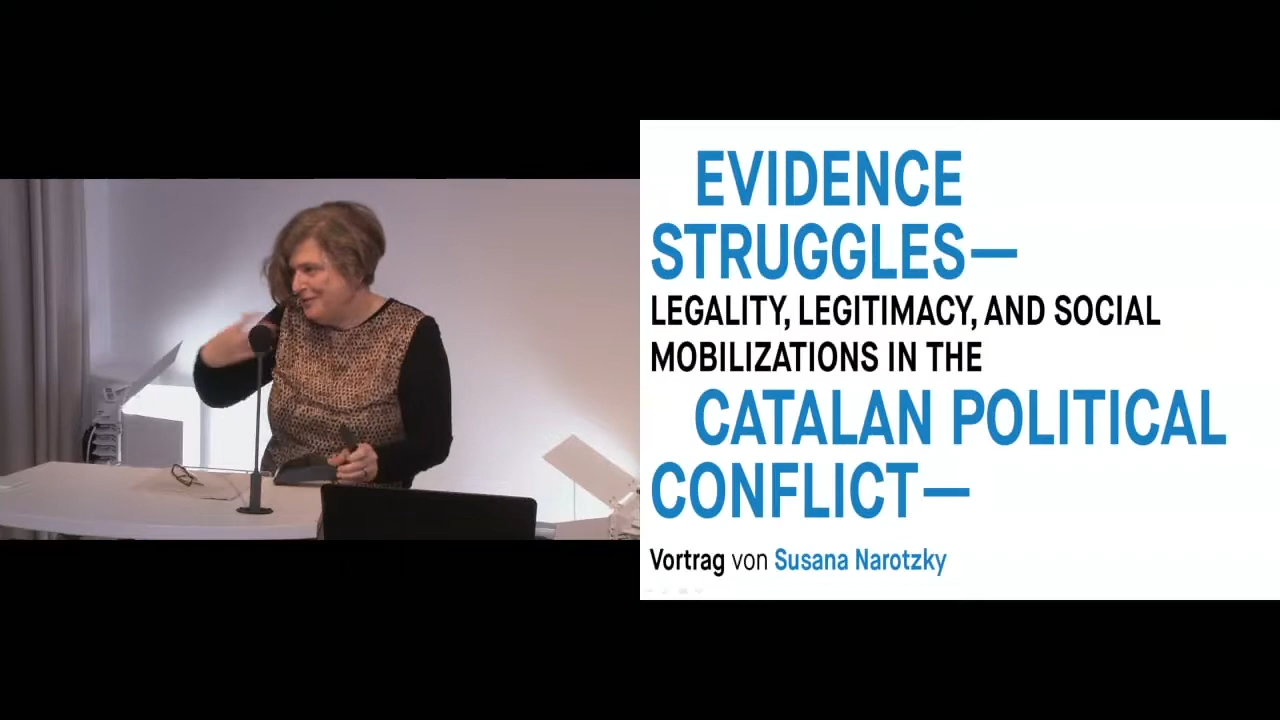 EVIDENCE
STRUGGLES—
LEGALITY, LEGITIMACY, AND SOCIAL
MOBILIZATIONS IN THE
CATALAN POLITICAL
CONFLICT—
Vortrag von Susana Narotzky